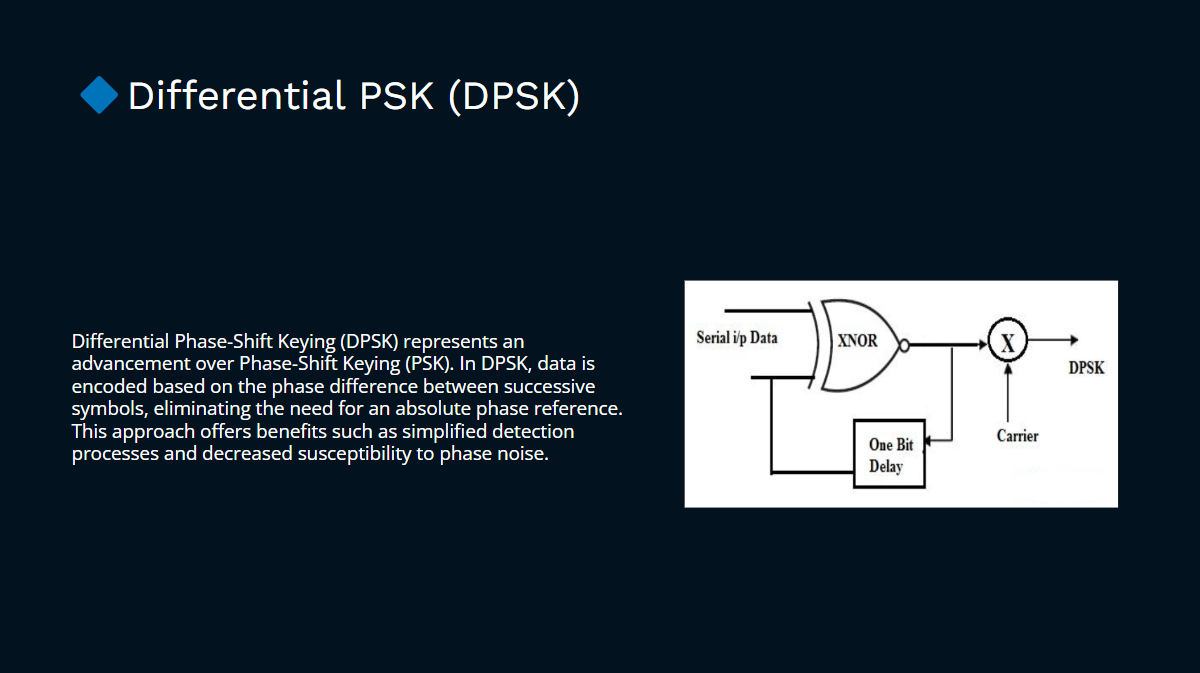 Differential PSK (DPSK)
Differential Phase-Shift Keying (DPSK) represents an
advancement over Phase-Shift Keying (PSK). In DPSK, data is
encoded based on the phase difference between successive
symbols, eliminating the need for an absolute phase reference.
This approach offers benefits such as simplified detection
processes and decreased susceptibility to phase noise.
Serial i/p Data
XNOR
X
DPSK
One Bit
Delay
Carrier